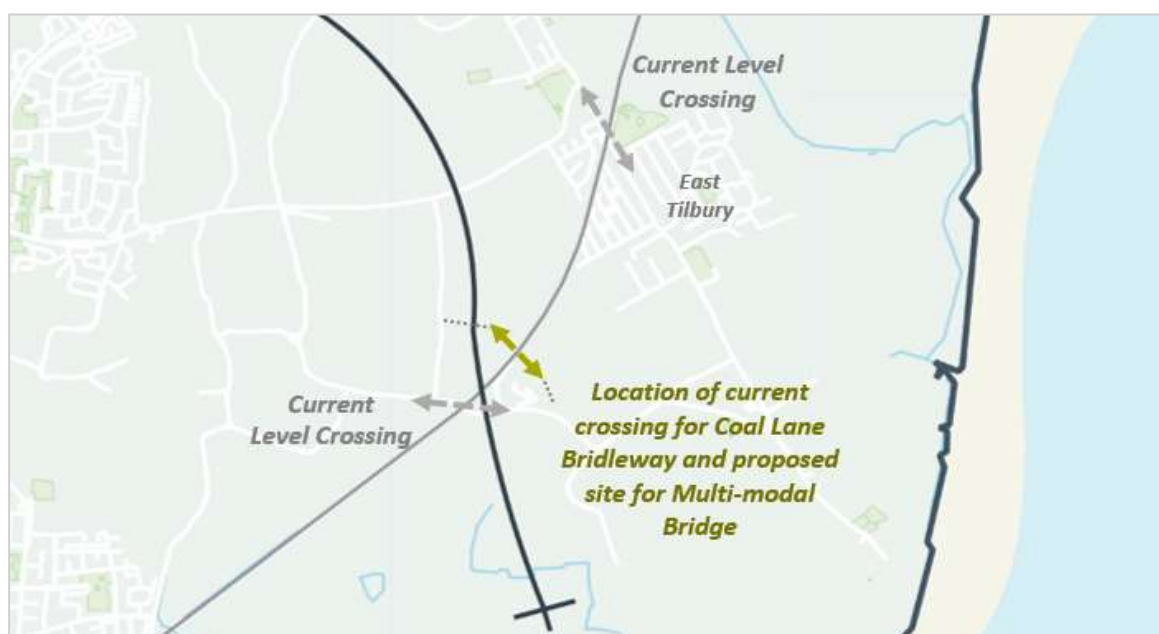 Current Level
Crossing
East
Tilbury
Current
Level Crossing
Location of current
crossing for Coal Lane
Bridleway and proposed
site for Multi-modal
Bridge